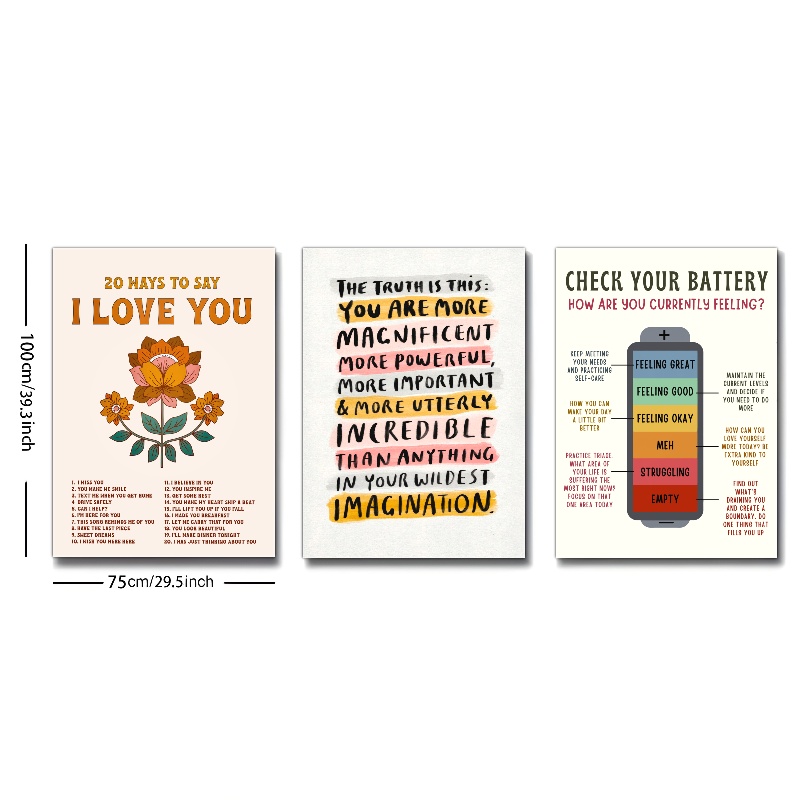 100cm/39.3inch
75cm/29.5inch
20 WAYS TO SAY
I LOVE YOU
1. I MISS YOU
2. YOU MAKE ME SMILE
3. TEXT ME WHEN YOU GET HOME
4. DRIVE SAFELY
5. CAN I HELP?
6. I'M HERE FOR YOU
7. THIS SONG REMINDS ME OF YOU
8. HAVE THE LAST PIECE
9. SWEET DREAMS
10. I WISH YOU WERE HERE
11. I BELIEVE IN YOU
12. YOU INSPIRE ME
13. GET SOME REST
14. YOU MAKE MY HEART SKIP A BEAT
15. I'LL LIFT YOU UP IF YOU FALL
16. I MADE YOU BREAKFAST
17. LET ME CARRY THAT FOR YOU
18. YOU LOOK BEAUTIFUL
19. I'LL MAKE DINNER TONIGHT
20. I WAS JUST THINKING ABOUT YOU
THE TRUTH IS THIS:
YOU ARE MORE
MAGNIFICENT
MORE POWERFUL,
MORE IMPORTANT
& MORE UTTERLY
INCREDIBLE
THAN ANYTHING
IN YOUR WILDEST
IMAGINATION.
CHECK YOUR BATTERY
HOW ARE YOU CURRENTLY FEELING?
+
FEELING GREAT
FEELING GOOD
FEELING OKAY
MEH
STRUGGLING
EMPTY
-
KEEP MEETING
YOUR NEEDS
AND PRACTICING
SELF-CARE
MAINTAIN THE
CURRENT LEVELS
AND DECIDE IF
YOU NEED TO DO
MORE
HOW YOU CAN
MAKE YOUR DAY
A LITTLE BIT
BETTER
HOW CAN YOU
LOVE YOURSELF
MORE TODAY? BE
EXTRA KIND TO
YOURSELF
PRACTICE TRIAGE.
WHAT AREA OF
YOUR LIFE IS
SUFFERING THE
MOST RIGHT NOW?
FOCUS ON THAT
ONE AREA TODAY
FIND OUT
WHAT'S
DRAINING YOU
AND CREATE A
BOUNDARY. DO
ONE THING THAT
FILLS YOU UP